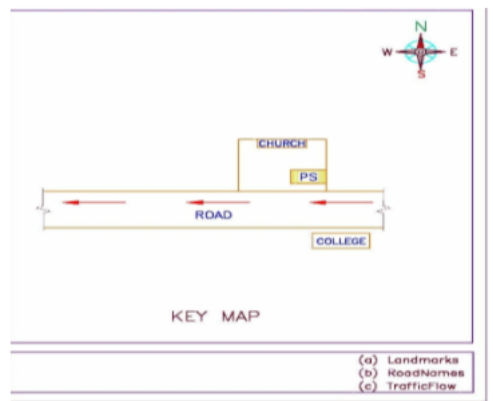 N
W E
S
CHURCH
PS
ROAD
COLLEGE
KEY MAP
(a) Landmarks
(b) RoadNames
(c) TrafficFlow